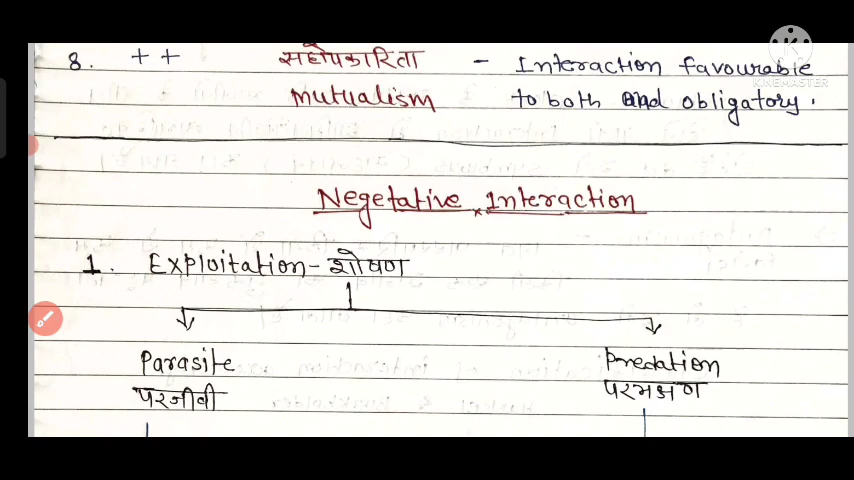 8. ++ सहोपकारिता - Interaction favourable
KINEMASTER
mutualism to both and obligatory.
Negetative Interaction
1. Exploitation - शोषण
Parasite Predation
परजीवी परभक्षण